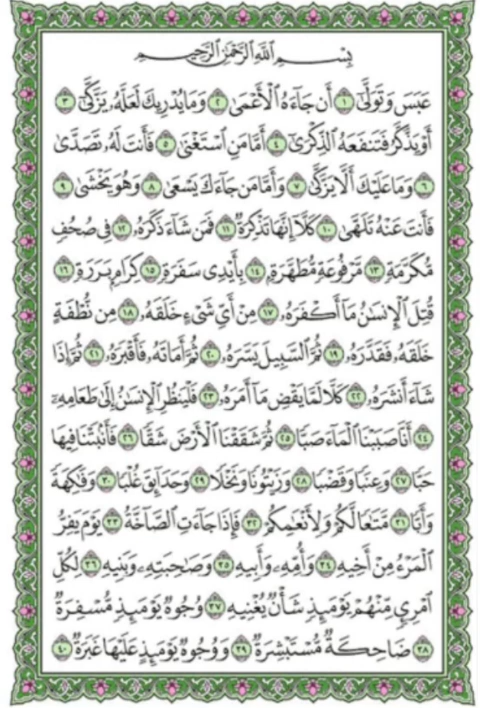 بِسْمِ ٱللَّهِ ٱلرَّحْمَٰنِ ٱلرَّحِيمِ
عَبَسَ وَتَوَلَّىٰٓ ١ أَن جَآءَهُ ٱلْأَعْمَىٰ ٢ وَمَا يُدْرِيكَ لَعَلَّهُۥ يَزَّكَّىٰٓ ٣
أَوْ يَذَّكَّرُ فَتَنفَعَهُ ٱلذِّكْرَىٰٓ ٤ أَمَّا مَنِ ٱسْتَغْنَىٰ ٥ فَأَنتَ لَهُۥ تَصَدَّىٰ
٦ وَمَا عَلَيْكَ أَلَّا يَزَّكَّىٰ ٧ وَأَمَّا مَن جَآءَكَ يَسْعَىٰ ٨ وَهُوَ يَخْشَىٰ ٩
فَأَنتَ عَنْهُ تَلَهَّىٰ ١٠ كَلَّآ إِنَّهَا تَذْكِرَةٌ ١١ فَمَن شَآءَ ذَكَرَهُۥ ١٢ فِى صُحُفٍ
مُّكَرَّمَةٍ ١٣ مَّرْفُوعَةٍ مُّطَهَّرَةٍۭ ١٤ بِأَيْدِى سَفَرَةٍ ١٥ كِرَامٍۭ بَرَرَةٍ ١٦
قُتِلَ ٱلْإِنسَٰنُ مَآ أَكْفَرَهُۥ ١٧ مِنْ أَىِّ شَىْءٍ خَلَقَهُۥ ١٨ مِن نُّطْفَةٍ
خَلَقَهُۥ فَقَدَّرَهُۥ ١٩ ثُمَّ ٱلسَّبِيلَ يَسَّرَهُۥ ٢٠ ثُمَّ أَمَاتَهُۥ فَأَقْبَرَهُۥ ٢١ ثُمَّ إِذَا
شَآءَ أَنشَرَهُۥ ٢٢ كَلَّا لَمَّا يَقْضِ مَآ أَمَرَهُۥ ٢٣ فَلْيَنظُرِ ٱلْإِنسَٰنُ إِلَىٰ طَعَامِهِۦٓ
٢٤ أَنَّا صَبَبْنَا ٱلْمَآءَ صَبًّا ٢٥ ثُمَّ شَقَقْنَا ٱلْأَرْضَ شَقًّا ٢٦ فَأَنۢبَتْنَا فِيهَا
حَبًّا ٢٧ وَعِنَبًا وَقَضْبًا ٢٨ وَزَيْتُونًا وَنَخْلًا ٢٩ وَحَدَآئِقَ غُلْبًا ٣٠ وَفَٰكِهَةً
وَأَبًّا ٣١ مَّتَٰعًا لَّكُمْ وَلِأَنْعَٰمِكُمْ ٣٢ فَإِذَا جَآءَتِ ٱلصَّآخَّةُ ٣٣ يَوْمَ يَفِرُّ
ٱلْمَرْءُ مِنْ أَخِيهِ ٣٤ وَأُمِّهِۦ وَأَبِيهِ ٣٥ وَصَٰحِبَتِهِۦ وَبَنِيهِ ٣٦ لِكُلِّ
ٱمْرِئٍ مِّنْهُمْ يَوْمَئِذٍ شَأْنٌ يُغْنِيهِ ٣٧ وُجُوهٌ يَوْمَئِذٍ مُّسْفِرَةٌ
٣٨ ضَاحِكَةٌ مُّسْتَبْشِرَةٌ ٣٩ وَوُجُوهٌ يَوْمَئِذٍ عَلَيْهَا غَبَرَةٌ ٤٠